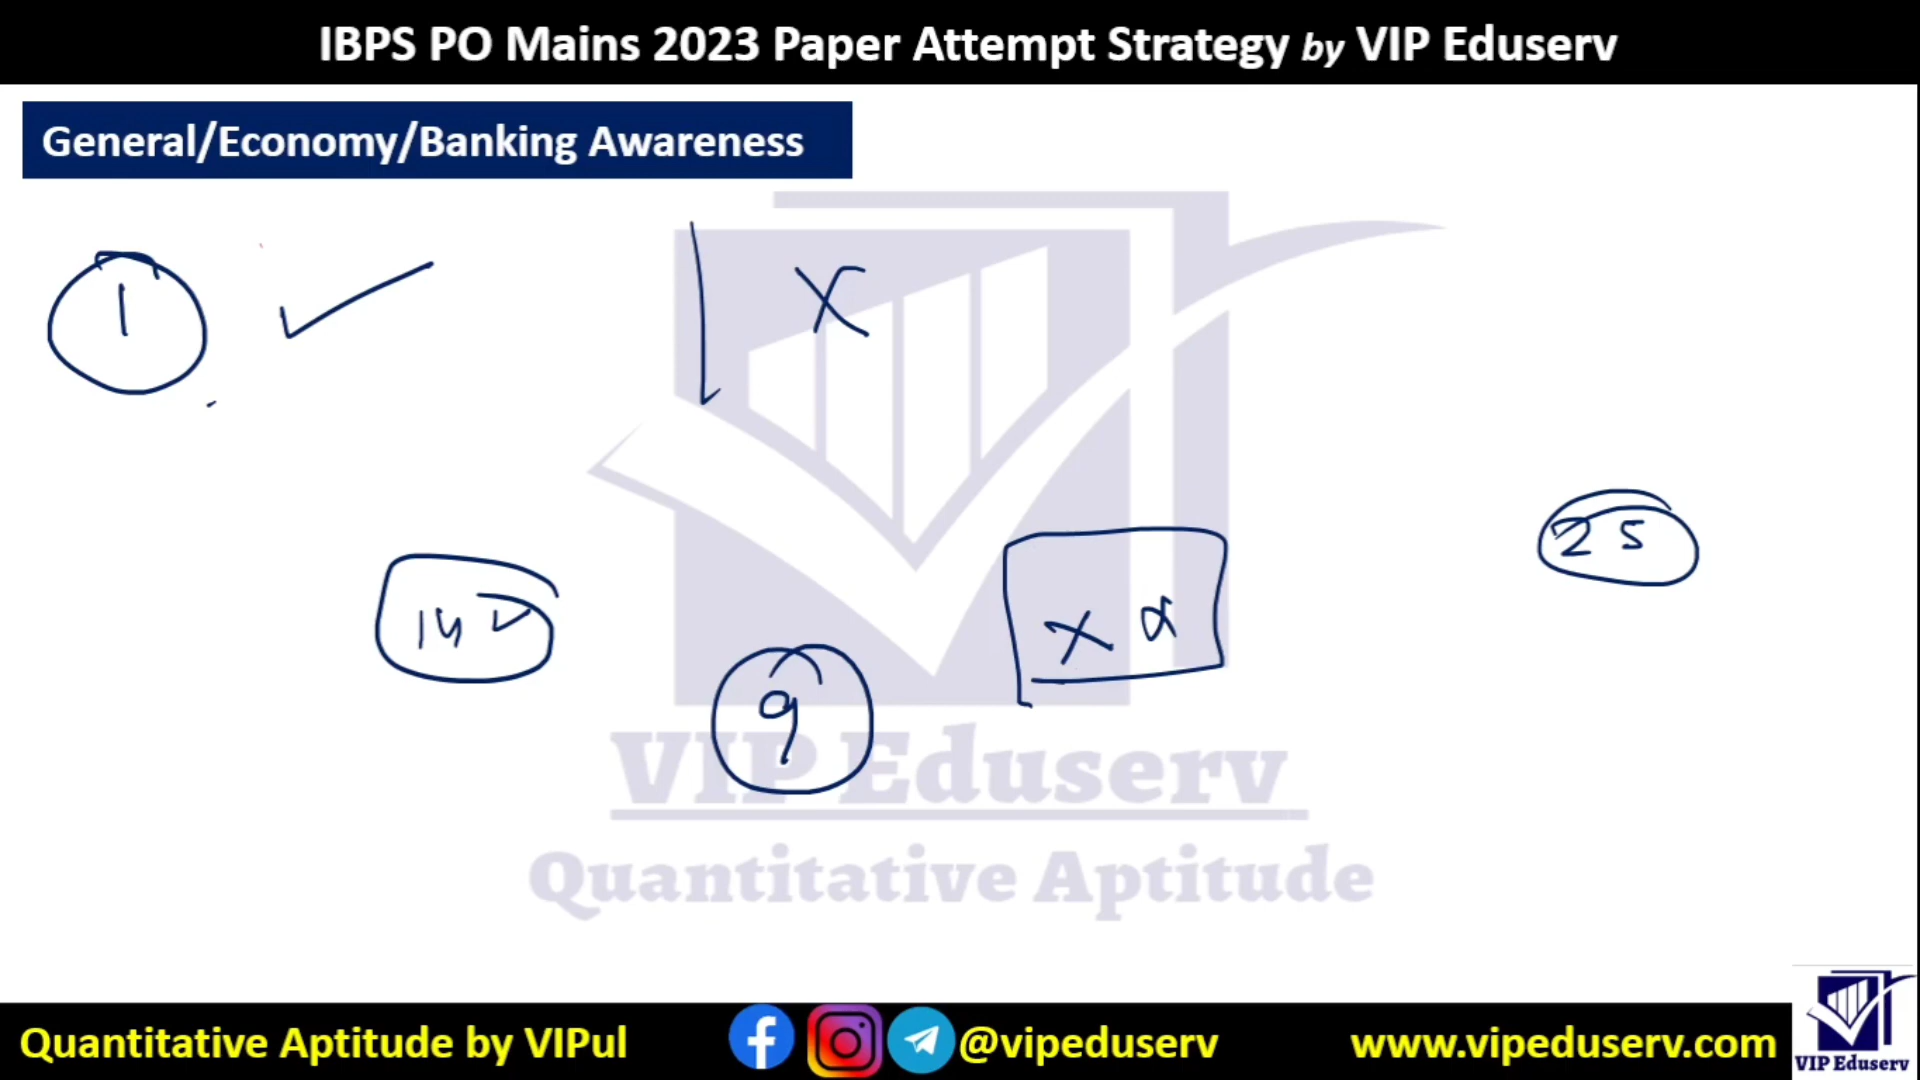 IBPS PO Mains 2023 Paper Attempt Strategy by VIP Eduserv
General/Economy/Banking Awareness
1 ✓ X
25
14 ✓
X
9
VIP Eduserv
Quantitative Aptitude
Quantitative Aptitude by VIPul
@vipeduserv
www.vipeduserv.com
VIP Eduserv